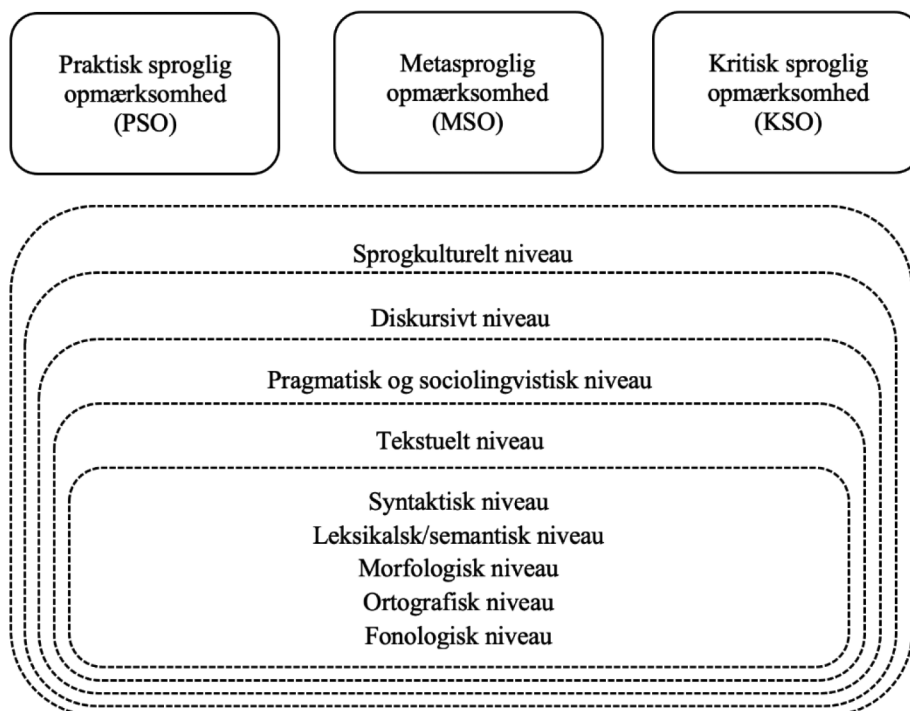 Praktisk sproglig
opmærksomhed
(PSO)
Metasproglig
opmærksomhed
(MSO)
Kritisk sproglig
opmærksomhed
(KSO)
Sprogkulturelt niveau
Diskursivt niveau
Pragmatisk og sociolingvistisk niveau
Tekstuelt niveau
Syntaktisk niveau
Leksikalsk/semantisk niveau
Morfologisk niveau
Ortografisk niveau
Fonologisk niveau